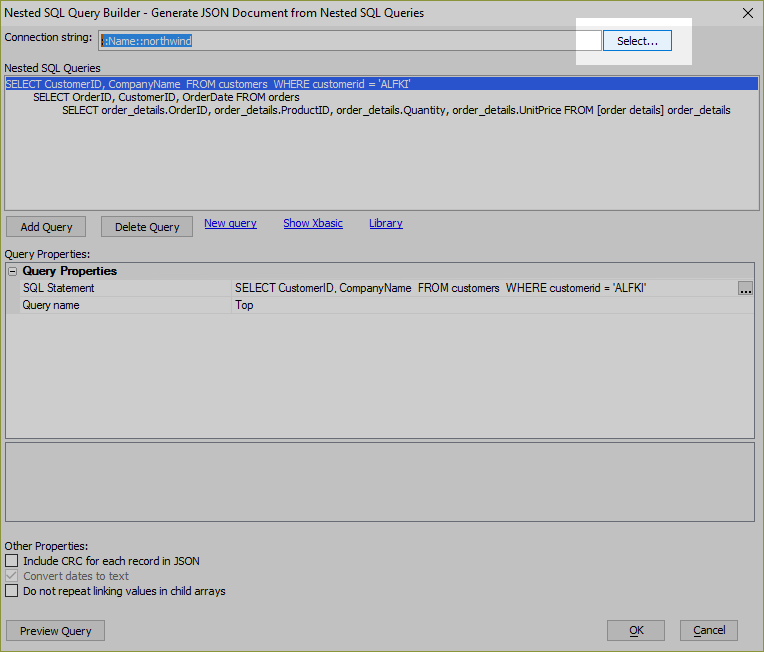 Nested SQL Query Builder - Generate JSON Document from Nested SQL Queries
Connection string: ::Name::northwind Select...
Nested SQL Queries
SELECT CustomerID, CompanyName  FROM customers  WHERE customerid = 'ALFKI'
SELECT OrderID, CustomerID, OrderDate FROM orders
SELECT order_details.OrderID, order_details.ProductID, order_details.Quantity, order_details.UnitPrice FROM [order details] order_details
Add Query Delete Query New query Show Xbasic Library
Query Properties:
Query Properties
SQL Statement SELECT CustomerID, CompanyName  FROM customers  WHERE customerid = 'ALFKI' ...
Query name Top
Other Properties:
Include CRC for each record in JSON
Convert dates to text
Do not repeat linking values in child arrays
Preview Query OK Cancel